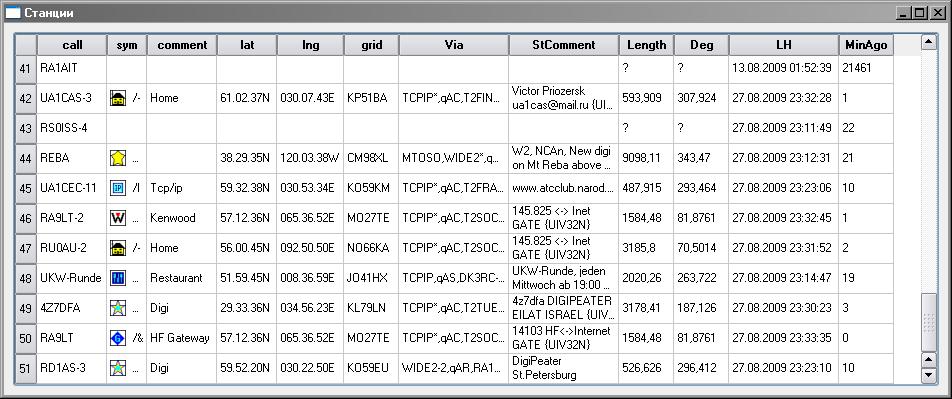 Станции
call sym comment lat lng grid Via StComment Length Deg LH MinAgo
41 RA1AIT ? ? 13.08.2009 01:52:39 21461
42 UA1CAS-3 /- Home 61.02.37N 030.07.43E KP51BA TCPIP*,qAC,T2FIN... Victor Priozersk 593,909 307,924 27.08.2009 23:32:28 1
ua1cas@mail.ru {UI...
43 RS0ISS-4 ? ? 27.08.2009 23:11:49 22
44 REBA ... 38.29.35N 120.03.38W CM98XL MTOSO,WIDE2*,q... W2, NCAn, New digi 9098,11 343,47 27.08.2009 23:12:31 21
on Mt Reba above ...
45 UA1CEC-11 IP /I Tcp/ip 59.32.38N 030.53.34E KO59KM TCPIP*,qAC,T2FRA... www.atcclub.narod.... 487,915 293,464 27.08.2009 23:23:06 10
46 RA9LT-2 W ... Kenwood 57.12.36N 065.36.52E MO27TE TCPIP*,qAC,T2SOC... 145.825 <-> Inet 1584,48 81,8761 27.08.2009 23:32:45 1
GATE {UIV32N}
47 RU0AU-2 /- Home 56.00.45N 092.50.50E NO66KA TCPIP*,qAC,T2SOC... 145.825 <-> Inet 3185,8 70,5014 27.08.2009 23:31:52 2
GATE {UIV32N}
48 UKW-Runde ... Restaurant 51.59.45N 008.36.59E JO41HX TCPIP,qAS,DK3RC-... UKW-Runde, jeden 2020,26 263,722 27.08.2009 23:14:47 19
Mittwoch ab 19:00 ...
49 4Z7DFA ... Digi 29.33.36N 034.56.23E KL79LN TCPIP*,qAC,T2TUE... 4z7dfa DIGIPEATER 3178,41 187,126 27.08.2009 23:30:23 3
EILAT ISRAEL {UIV...
50 RA9LT /& HF Gateway 57.12.36N 065.36.52E MO27TE TCPIP*,qAC,T2SOC... 14103 HF<->Internet 1584,48 81,8761 27.08.2009 23:33:35 0
GATE {UIV32N}
51 RD1AS-3 ... Digi 59.52.20N 030.22.50E KO59EU WIDE2-2,qAR,RA1... DigiPeater 526,626 296,412 27.08.2009 23:23:10 10
St.Petersburg